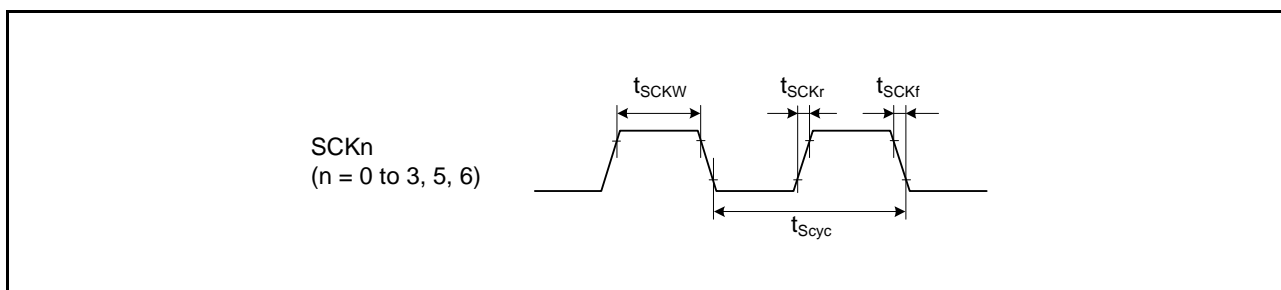 tSCKW
tSCKr
tSCKf
SCKn
(n = 0 to 3, 5, 6)
tScyc